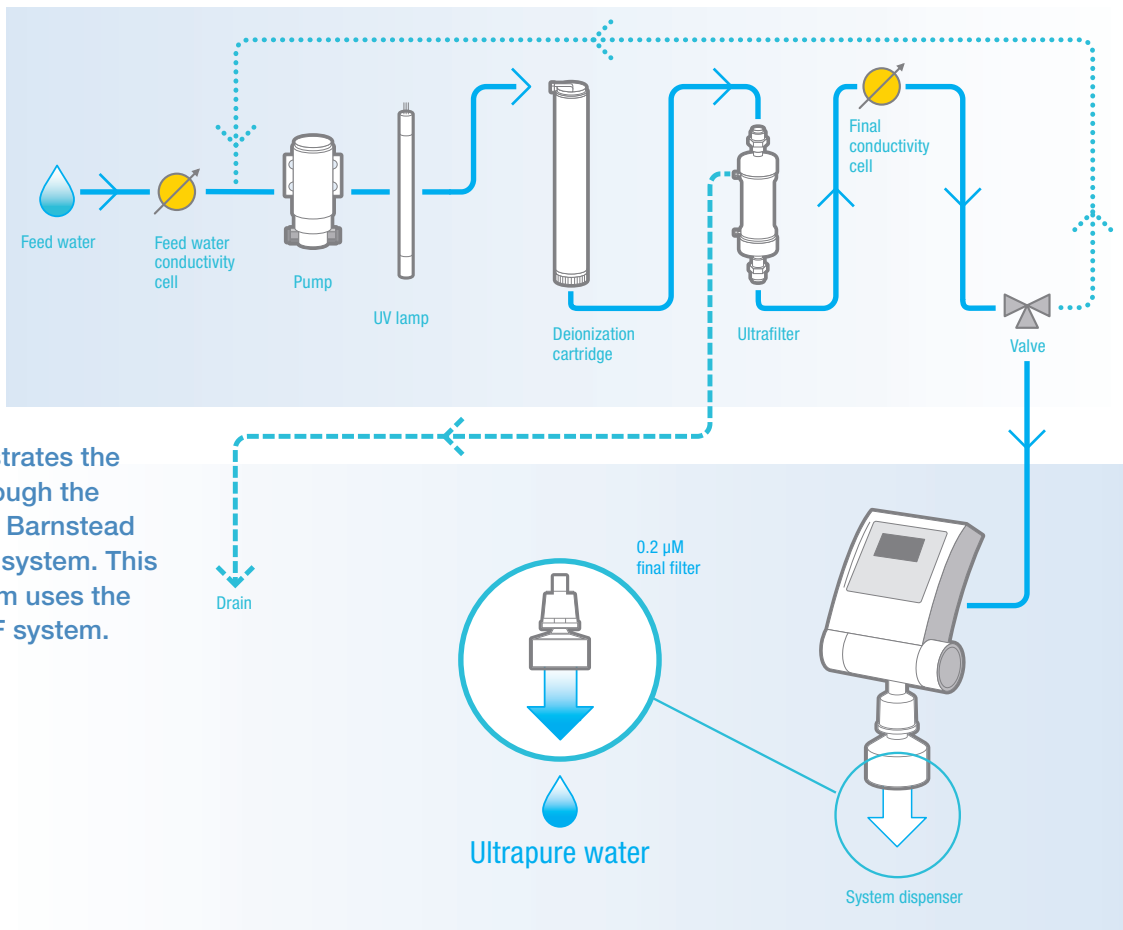 Feed water
Feed water
conductivity
cell
Pump
UV lamp
Deionization
cartridge
Ultrafilter
Final
conductivity
cell
Valve
strates the
ough the
Barnstead
system. This
m uses the
F system.
Drain
0.2 µM
final filter
Ultrapure water
System dispenser